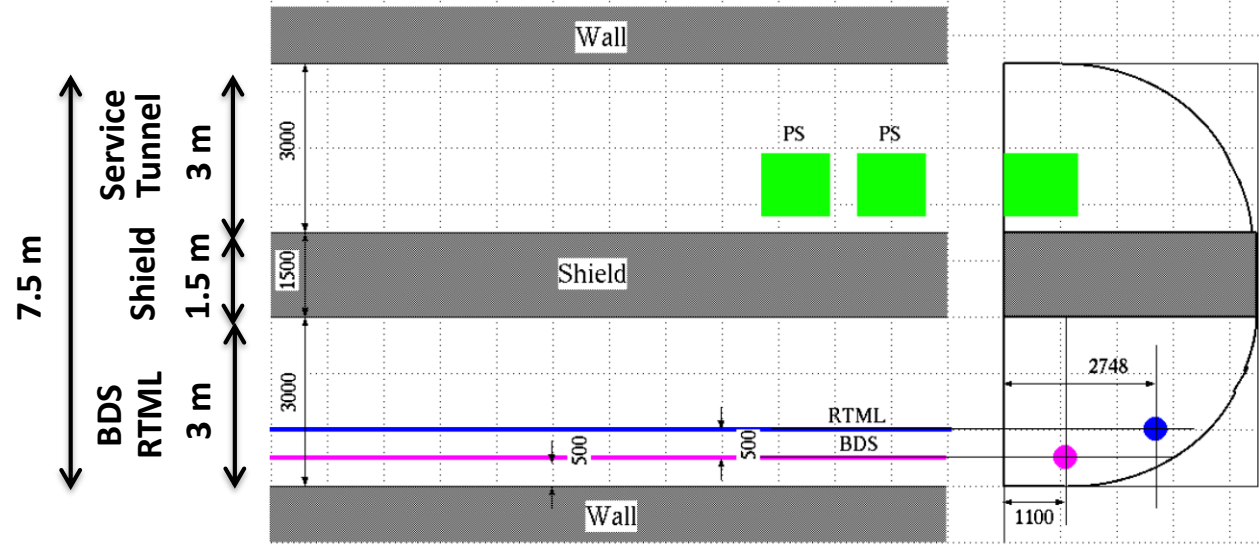 Wall
7.5 m
Service
Tunnel
3 m
3000
PS
PS
Shield
1.5 m
1500
Shield
BDS
RTML
3 m
3000
2748
RTML
500
BDS
500
1100
Wall